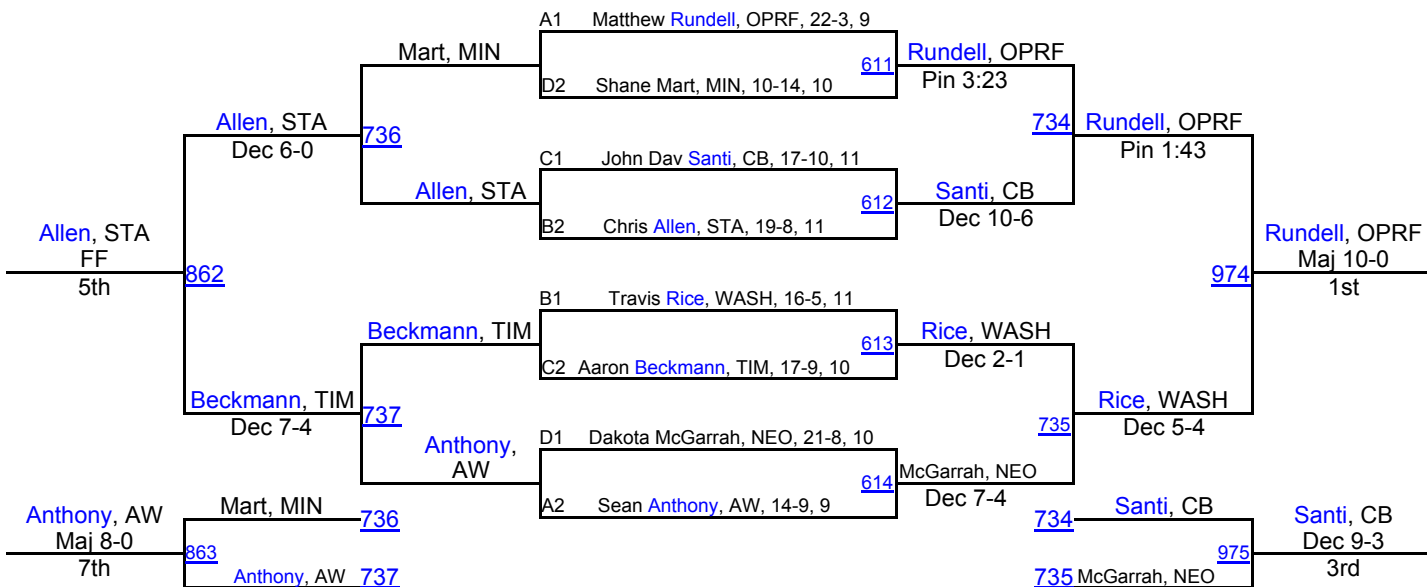 A1 Matthew Rundell, OPRF, 22-3, 9
Mart, MIN
611
Rundell, OPRF
Pin 3:23
D2 Shane Mart, MIN, 10-14, 10
Allen, STA
Dec 6-0
736
734
Rundell, OPRF
Pin 1:43
C1 John Dav Santi, CB, 17-10, 11
Allen, STA
612
Santi, CB
Dec 10-6
B2 Chris Allen, STA, 19-8, 11
Allen, STA
FF
5th
862
974
Rundell, OPRF
Maj 10-0
1st
B1 Travis Rice, WASH, 16-5, 11
Beckmann, TIM
613
Rice, WASH
Dec 2-1
C2 Aaron Beckmann, TIM, 17-9, 10
Beckmann, TIM
Dec 7-4
737
735
Rice, WASH
Dec 5-4
D1 Dakota McGarrah, NEO, 21-8, 10
Anthony,
AW
614
McGarrah, NEO
Dec 7-4
A2 Sean Anthony, AW, 14-9, 9
Anthony, AW
Maj 8-0
7th
Mart, MIN 736
863
Anthony, AW 737
734 Santi, CB
975
735 McGarrah, NEO
Santi, CB
Dec 9-3
3rd